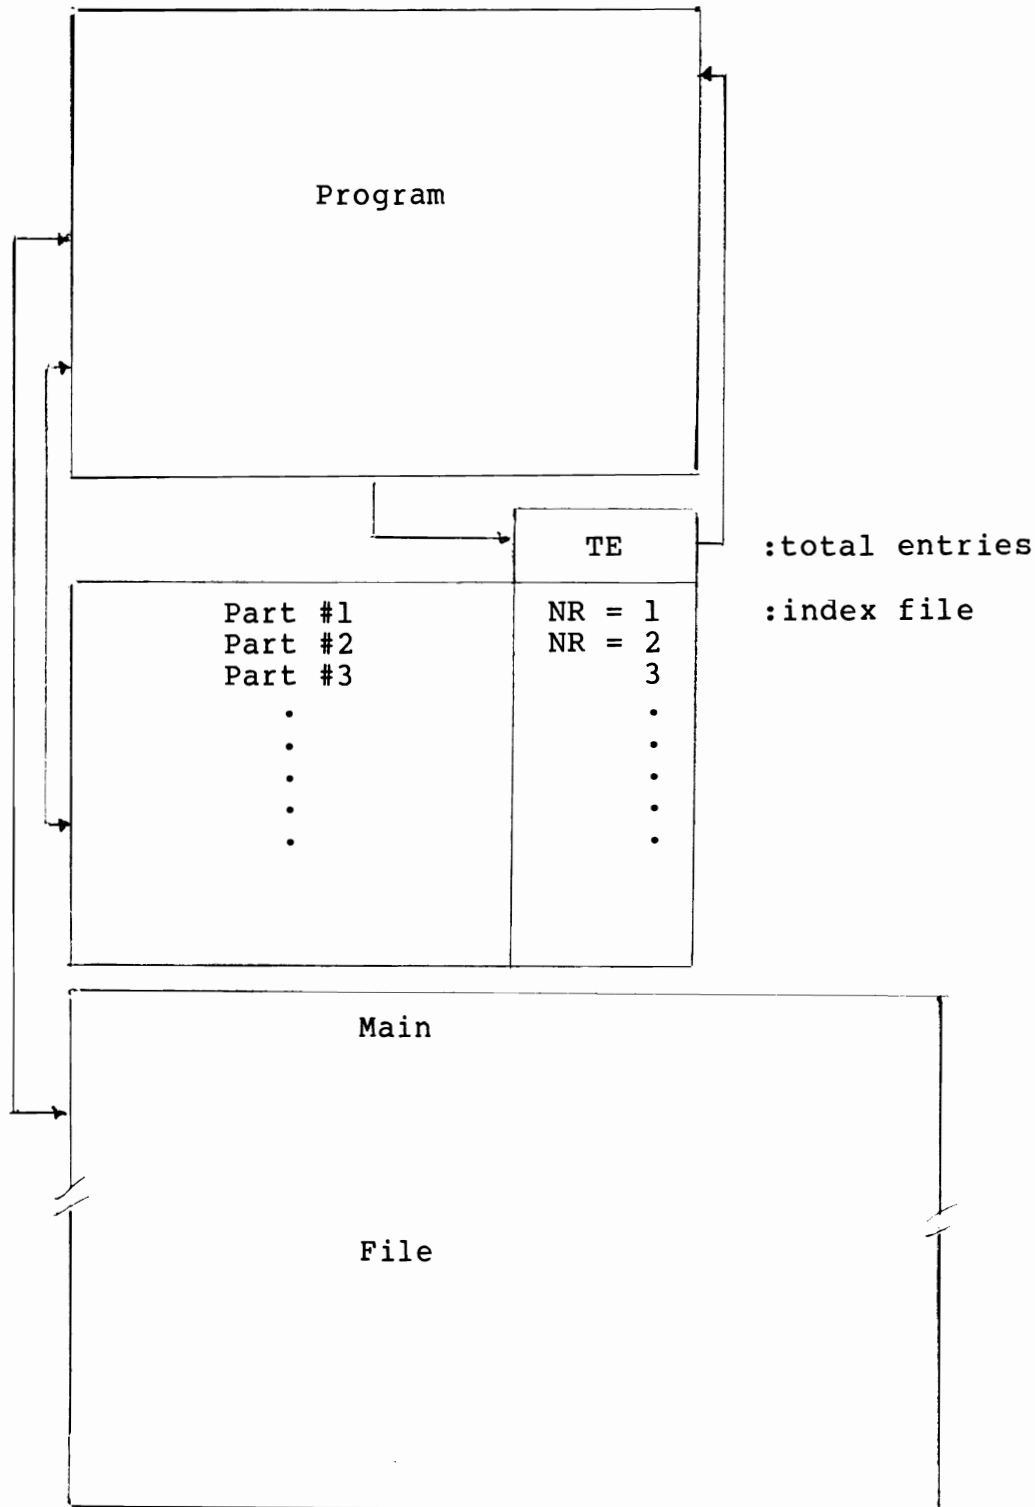 Program
TE :total entries
Part #1 NR = 1 :index file
Part #2 NR = 2
Part #3 3
Main
File